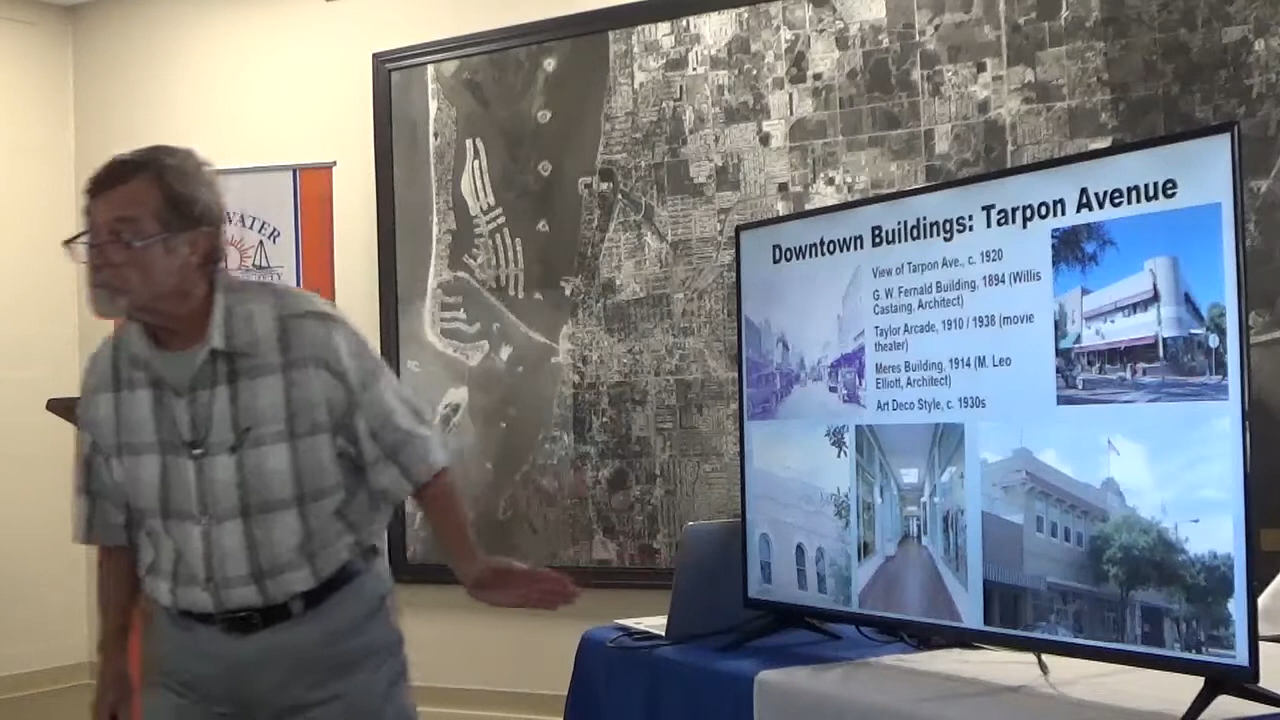 WATER
Downtown Buildings: Tarpon Avenue
View of Tarpon Ave., c. 1920
G. W. Fernald Building, 1894 (Willis
Castaing, Architect)
Taylor Arcade, 1910 / 1938 (movie
theater)
Meres Building, 1914 (M. Leo
Elliott, Architect)
Art Deco Style, c. 1930s